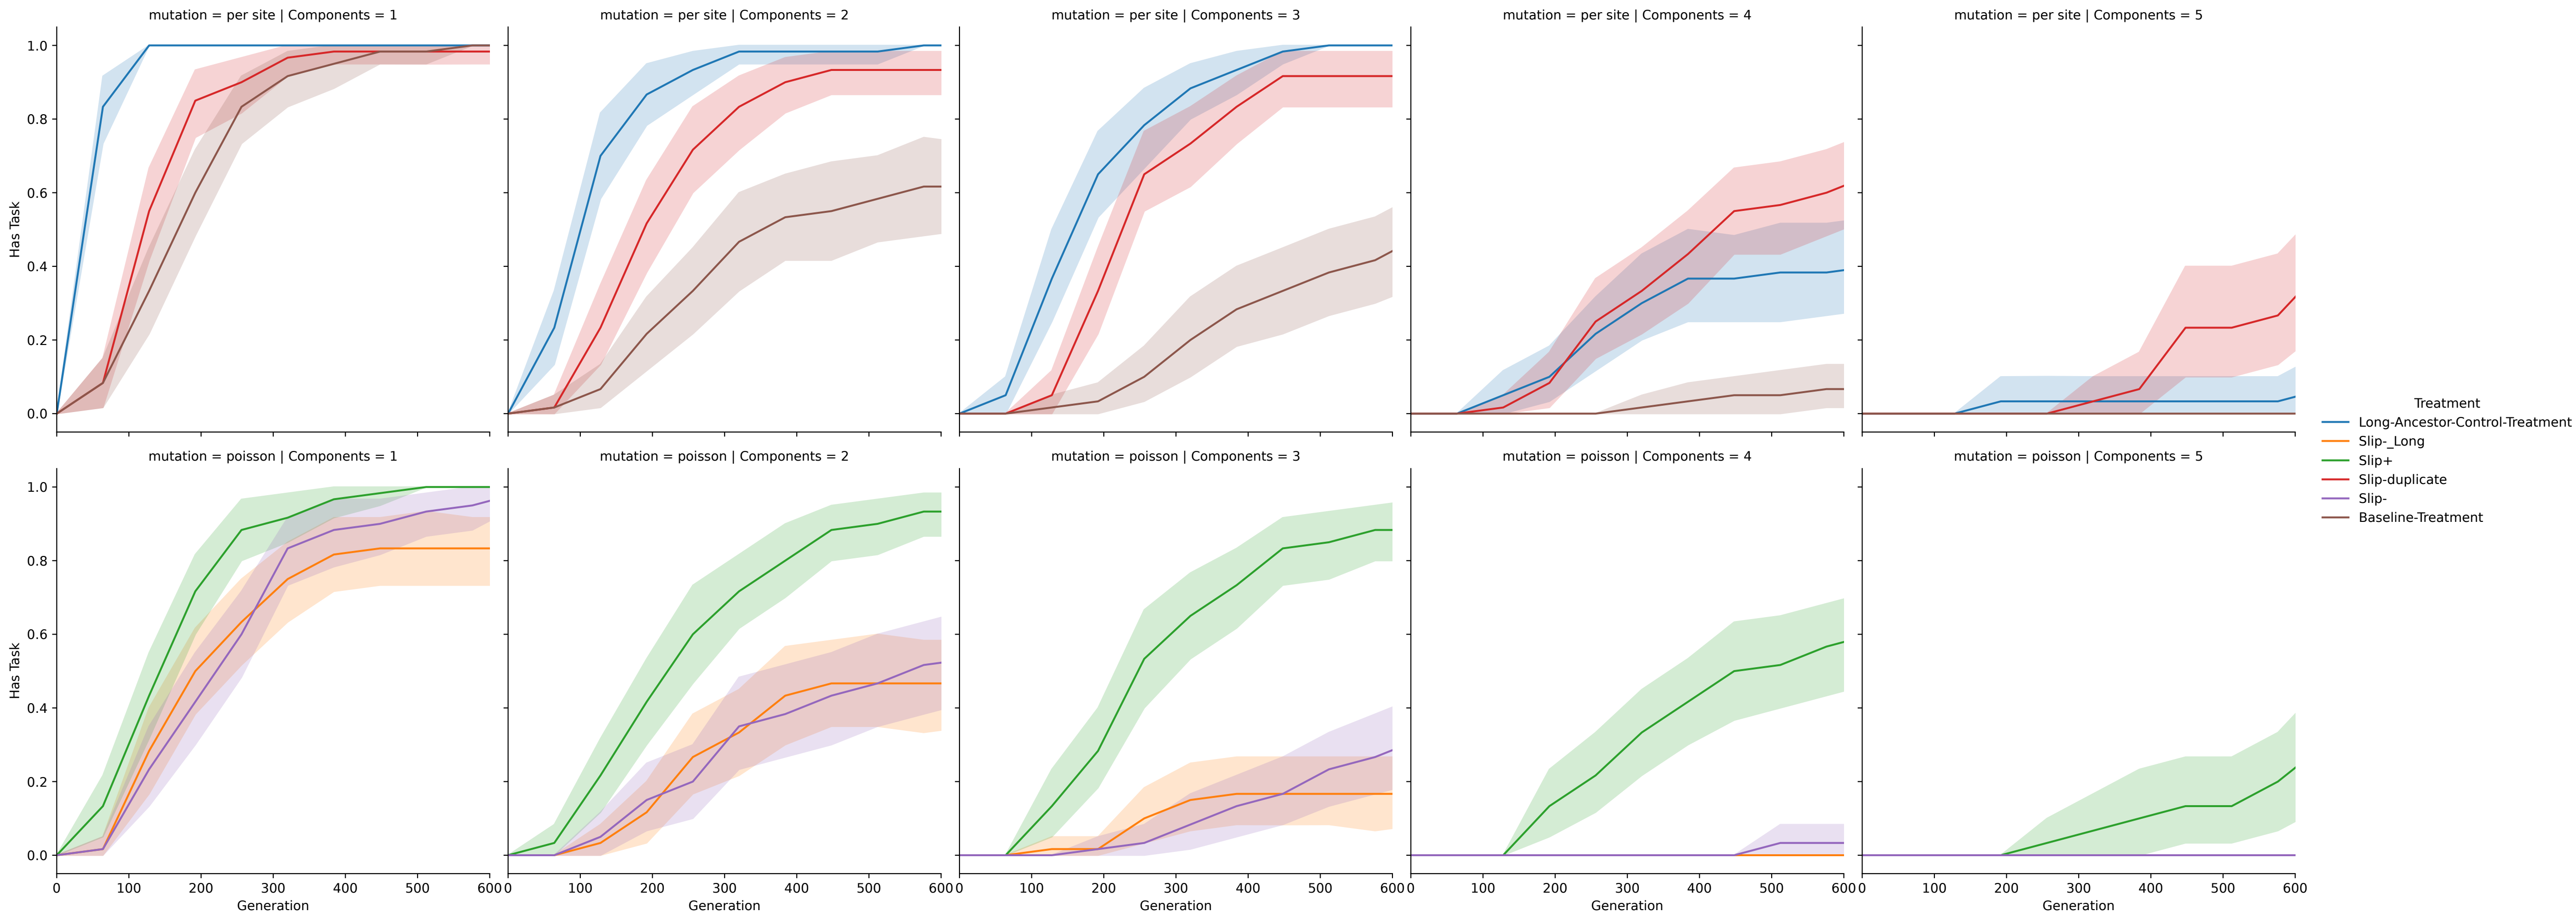 mutation = per site | Components = 1
mutation = per site | Components = 2
mutation = per site | Components = 3
mutation = per site | Components = 4
mutation = per site | Components = 5
1.0
0.8
0.6
0.4
0.2
0.0
Has Task
mutation = poisson | Components = 1
mutation = poisson | Components = 2
mutation = poisson | Components = 3
mutation = poisson | Components = 4
mutation = poisson | Components = 5
1.0
0.8
0.6
0.4
0.2
0.0
Has Task
0 100 200 300 400 500 600
0 100 200 300 400 500 600
0 100 200 300 400 500 600
0 100 200 300 400 500 600
0 100 200 300 400 500 600
Generation
Generation
Generation
Generation
Generation
Treatment
Long-Ancestor-Control-Treatment
Slip-_Long
Slip+
Slip-duplicate
Slip-
Baseline-Treatment